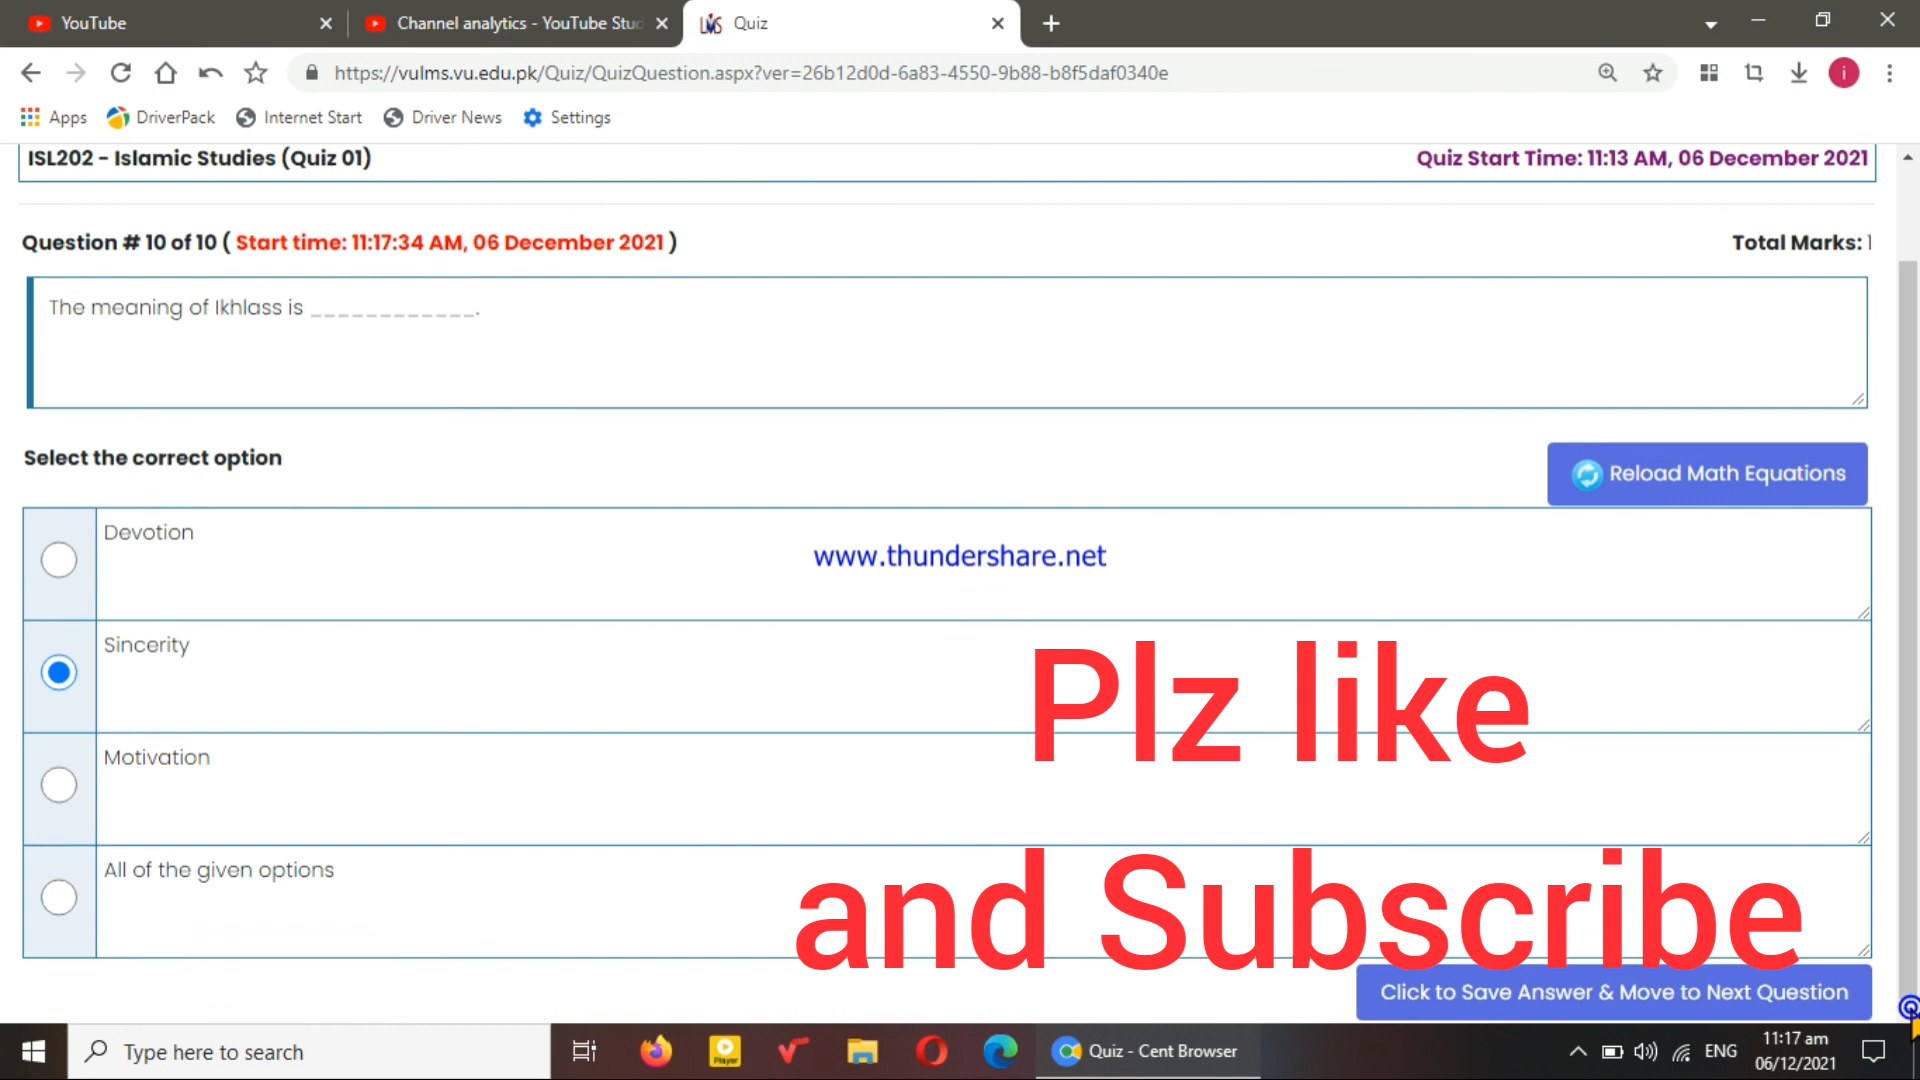 YouTube
Channel analytics - YouTube Stud
LMS Quiz
https://vulms.vu.edu.pk/Quiz/QuizQuestion.aspx?ver=26b12d0d-6a83-4550-9b88-b8f5daf0340e
i
Apps DriverPack Internet Start Driver News Settings
ISL202 - Islamic Studies (Quiz 01)
Quiz Start Time: 11:13 AM, 06 December 2021
Question # 10 of 10 ( Start time: 11:17:34 AM, 06 December 2021 )
Total Marks: 1
The meaning of Ikhlass is ____________.
Select the correct option
Reload Math Equations
Devotion
www.thundershare.net
Sincerity
Plz like
Motivation
All of the given options
and Subscribe
Click to Save Answer & Move to Next Question
Type here to search
Player
Quiz - Cent Browser
ENG
11:17 am
06/12/2021